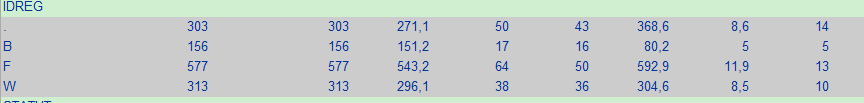 IDREG
. 303 303 271,1 50 43 368,6 8,6 14
B 156 156 151,2 17 16 80,2 5 5
F 577 577 543,2 64 50 592,9 11,9 13
W 313 313 296,1 38 36 304,6 8,5 10